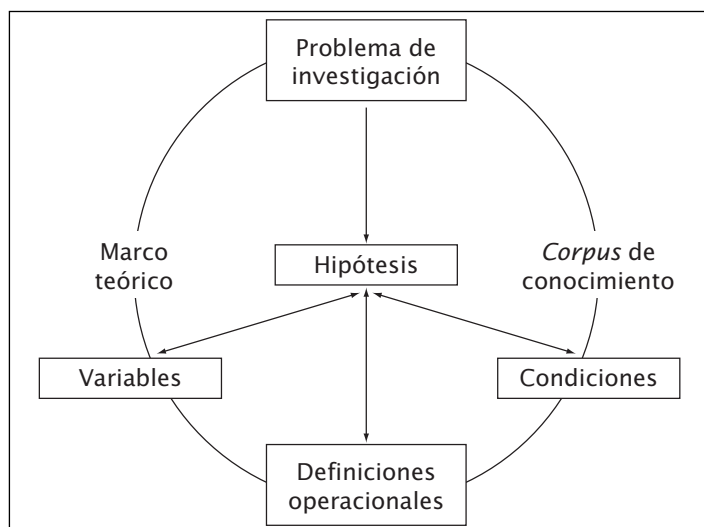 Problema de
investigación
Marco
teórico
Hipótesis
Corpus de
conocimiento
Variables
Condiciones
Definiciones
operacionales